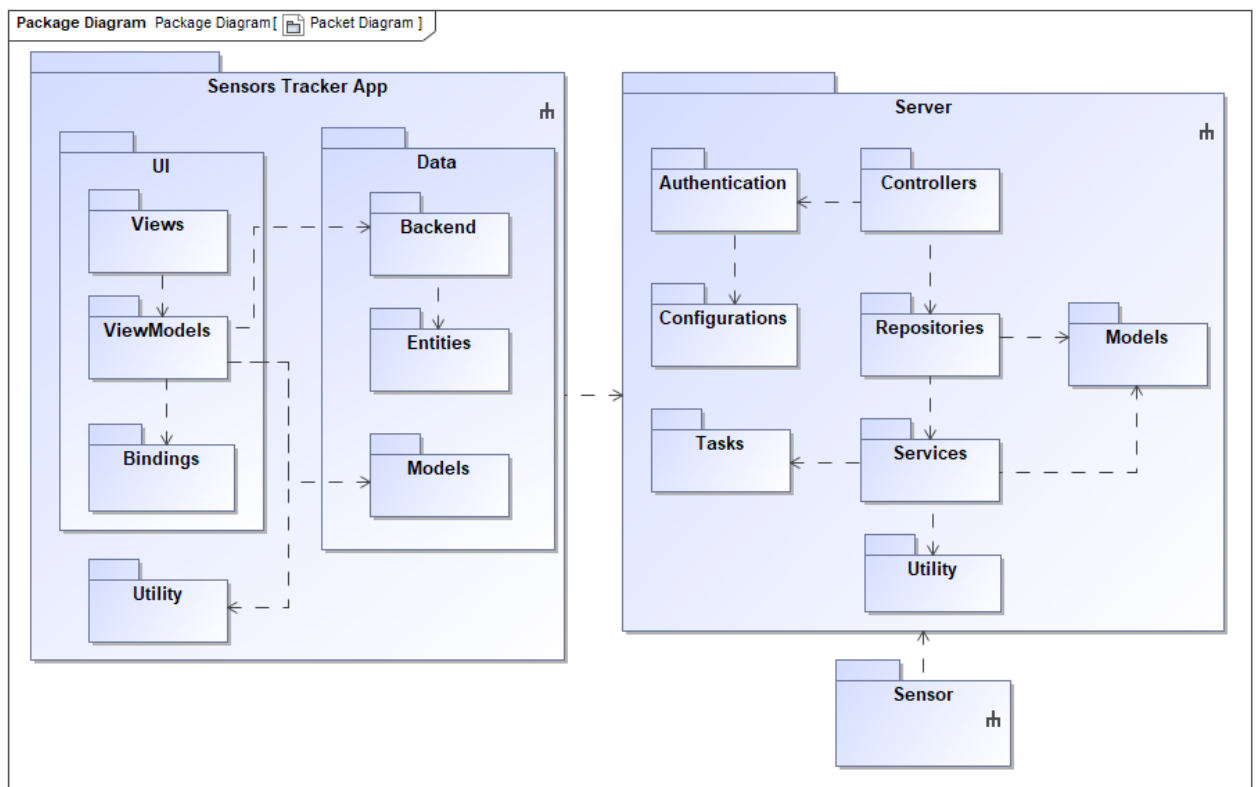 Package Diagram Package Diagram[ Packet Diagram ]
Sensors Tracker App
UI
Views
ViewModels
Bindings
Utility
Data
Backend
Entities
Models
Server
Authentication
Controllers
Configurations
Repositories
Models
Tasks
Services
Utility
Sensor